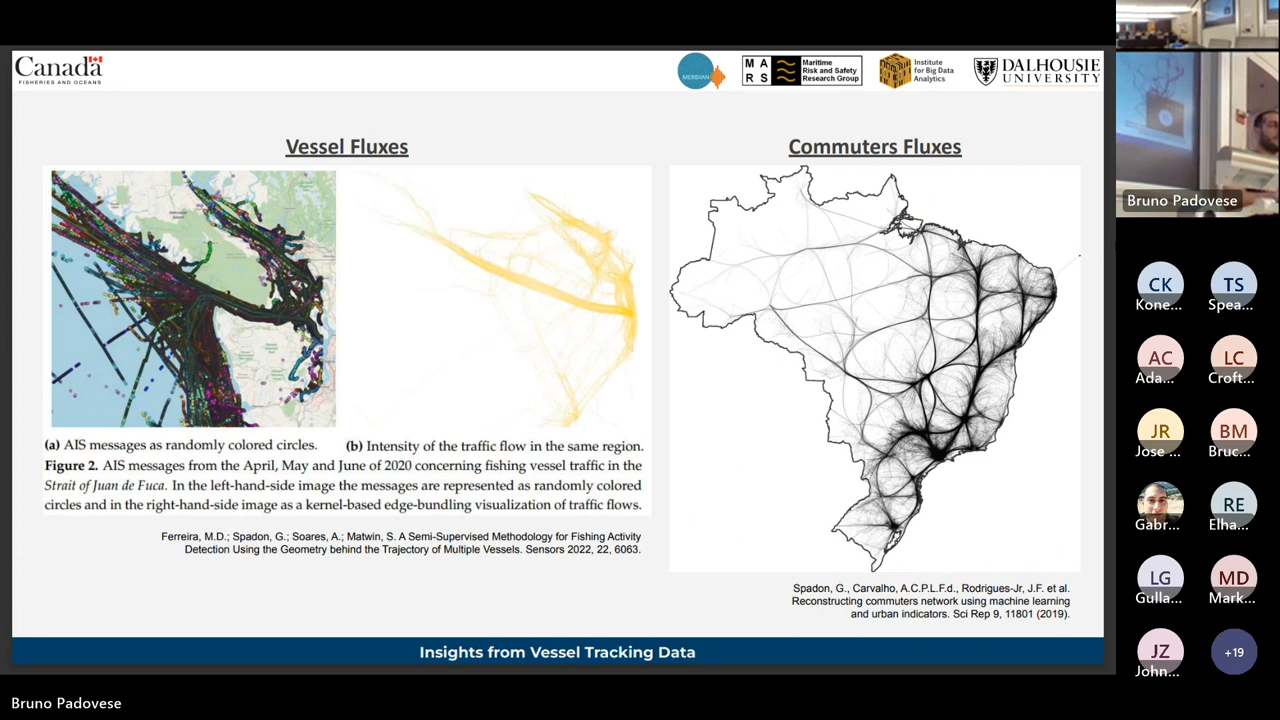 Canada
FISHERIES AND OCEANS
MERIDIAN
M A
R S
Maritime
Risk and Safety
Research Group
Institute
for Big Data
Analytics
DALHOUSIE
UNIVERSITY
Vessel Fluxes
Commuters Fluxes
(a) AIS messages as randomly colored circles.
(b) Intensity of the traffic flow in the same region.
Figure 2. AIS messages from the April, May and June of 2020 concerning fishing vessel traffic in the
Strait of Juan de Fuca. In the left-hand-side image the messages are represented as randomly colored
circles and in the right-hand-side image as a kernel-based edge-bundling visualization of traffic flows.
Ferreira, M.D.; Spadon, G.; Soares, A.; Matwin, S. A Semi-Supervised Methodology for Fishing Activity
Detection Using the Geometry behind the Trajectory of Multiple Vessels. Sensors 2022, 22, 6063.
Spadon, G., Carvalho, A.C.P.L.F.d., Rodrigues-Jr, J.F. et al.
Reconstructing commuters network using machine learning
and urban indicators. Sci Rep 9, 11801 (2019).
Insights from Vessel Tracking Data
Bruno Padovese
Bruno Padovese
CK
Kone...
TS
Spea...
AC
Ada...
LC
Croft...
JR
Jose ...
BM
Bruc...
Gabr...
RE
Elha...
LG
Gulla...
MD
Mark...
JZ
John...
+19